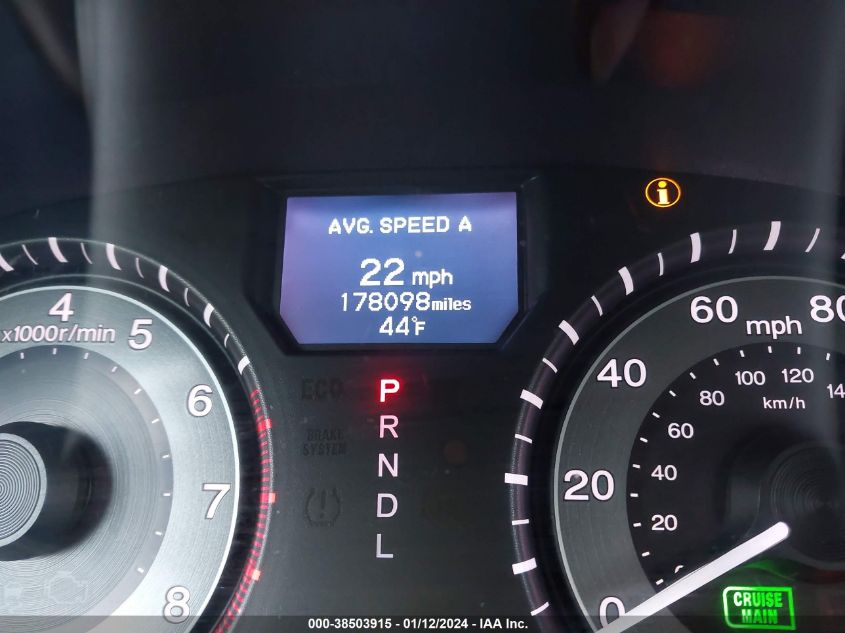 AVG. SPEED A
22 mph
178098 miles
44°F
4
x1000r/min
5
6
7
8
ECO
BRAKE
SYSTEM
P
R
N
D
L
60
mph
80
40
20
0
100
120
14
80
km/h
60
40
20
CRUISE
MAIN
000-38503915 - 01/12/2024 - IAA Inc.